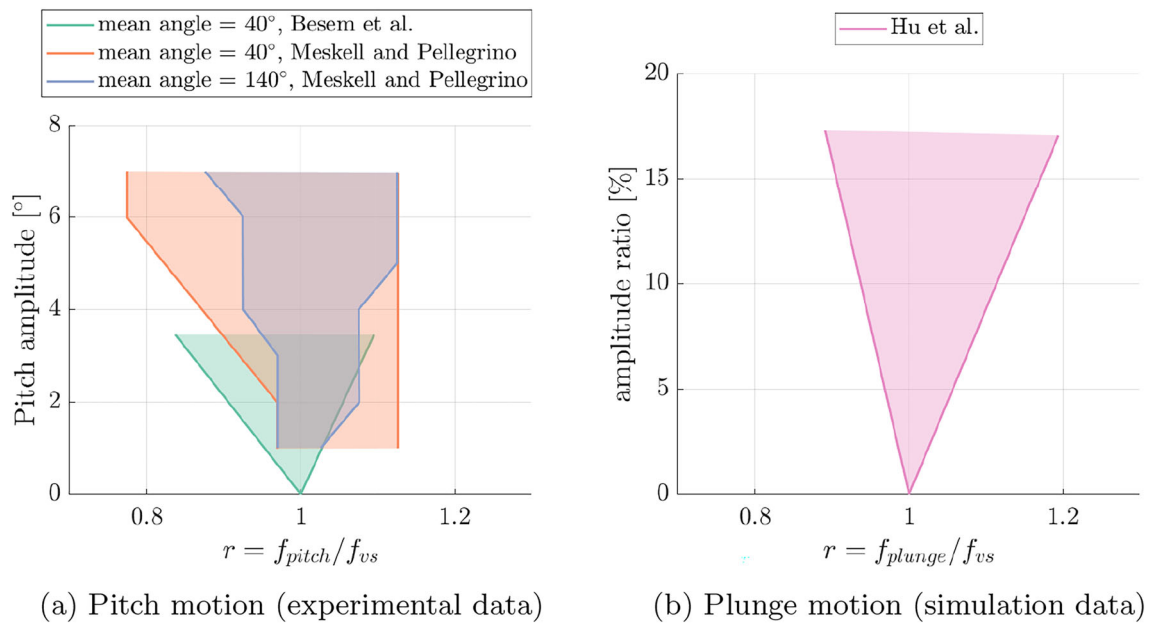 mean angle = 40°, Besem et al.
mean angle = 40°, Meskell and Pellegrino
mean angle = 140°, Meskell and Pellegrino
8
6
4
2
0
Pitch amplitude [°]
0.8 1 1.2
r = f_pitch/f_vs
(a) Pitch motion (experimental data)
Hu et al.
20
15
10
5
0
amplitude ratio [%]
0.8 1 1.2
r = f_plunge/f_vs
r
(b) Plunge motion (simulation data)